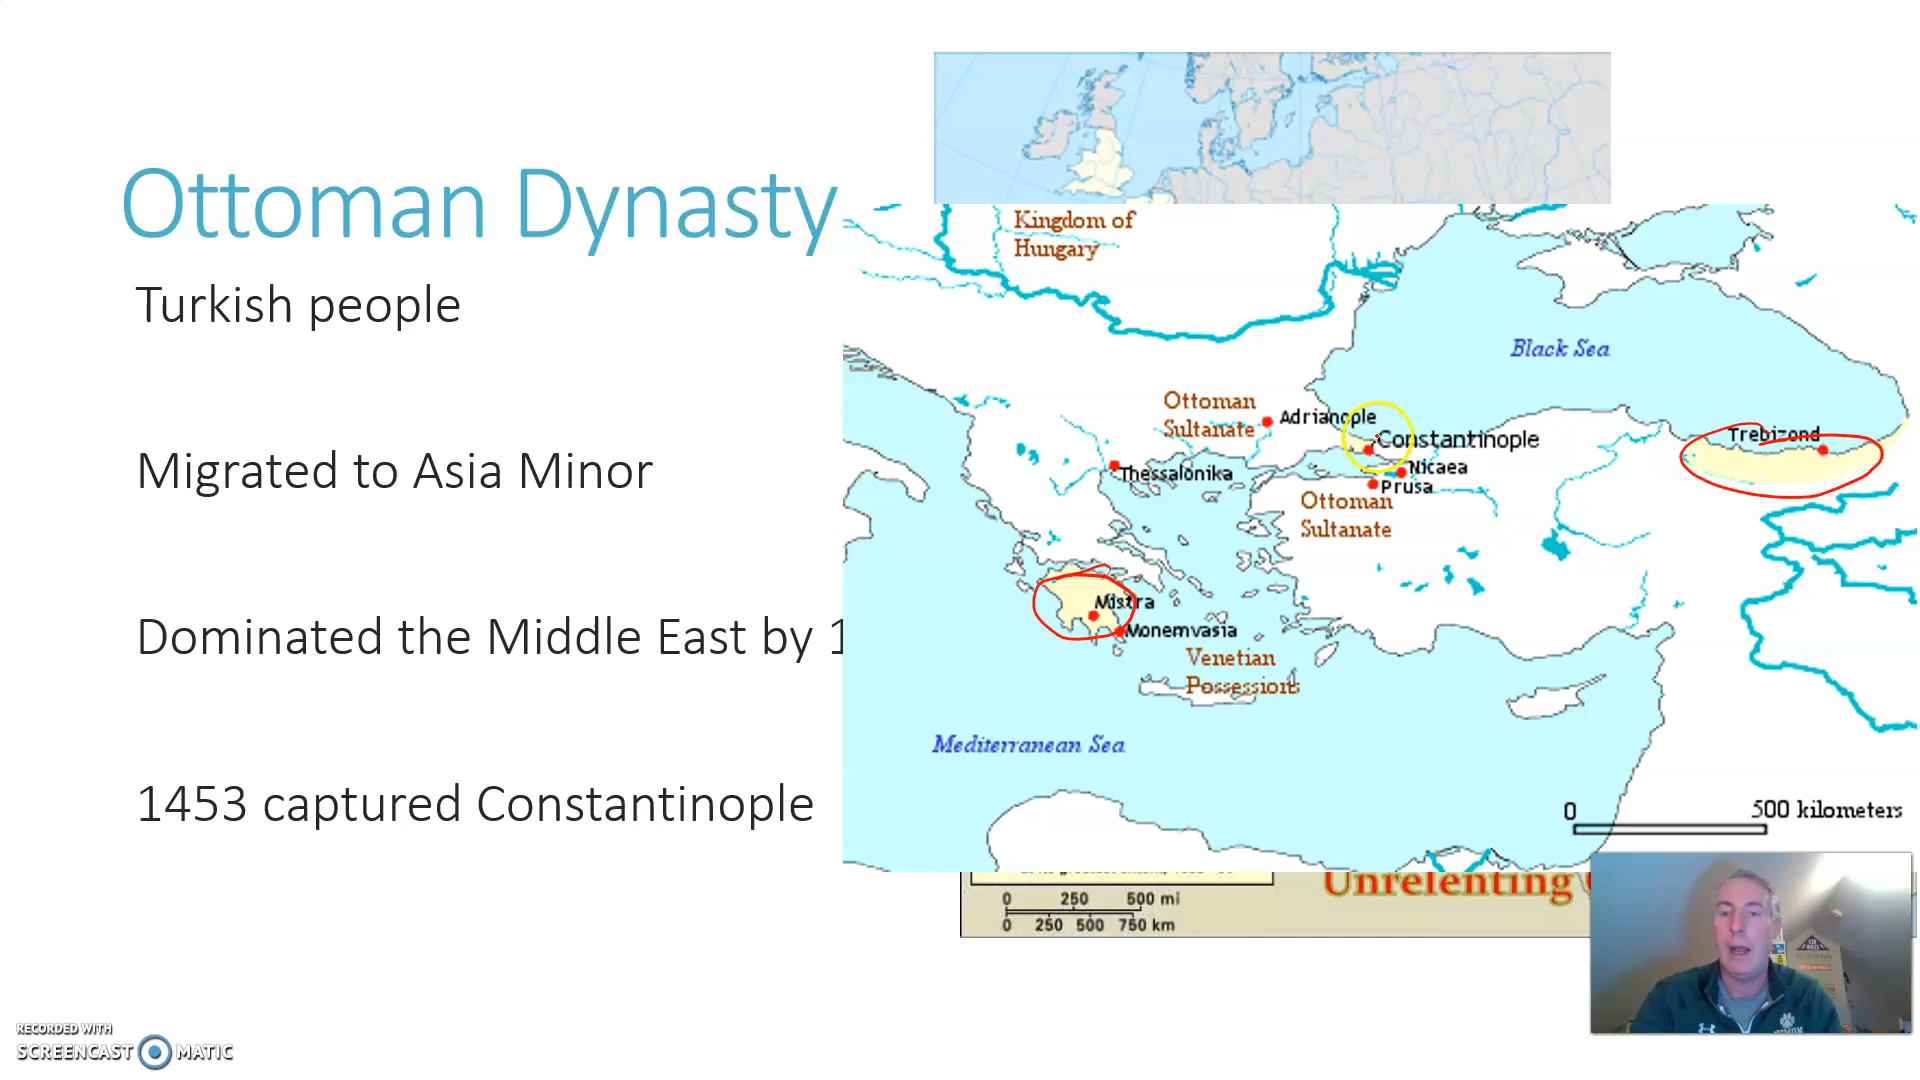 Ottoman Dynasty
Turkish people
Migrated to Asia Minor
Dominated the Middle East by 1
1453 captured Constantinople
Kingdom of
Hungary
Black Sea
Ottoman
Sultanate
Adrianople
Constantinople
Trebizond
Thessalonika
Nicaea
Prusa
Ottoman
Sultanate
Mistra
Monemvasia
Venetian
Possessions
Mediterranean Sea
0 500 kilometers
Unrelenting
0 250 500 mi
0 250 500 750 km
RECORDED WITH
SCREENCAST MATIC